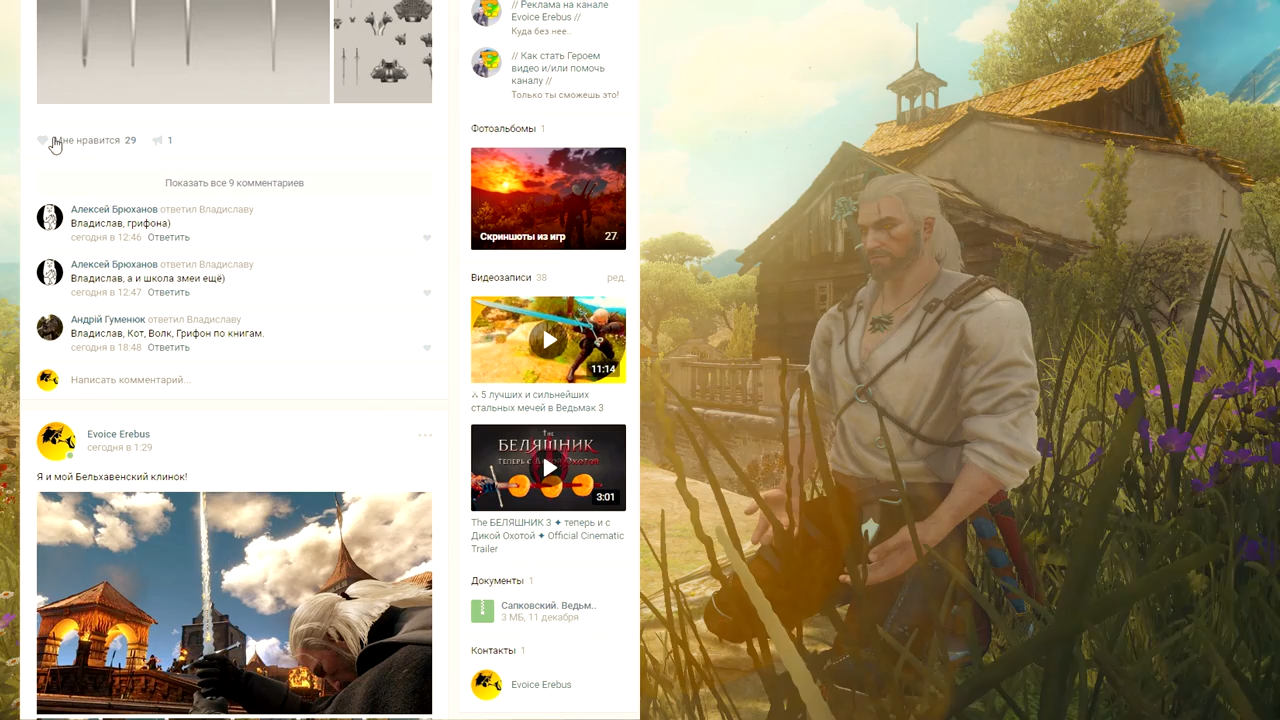 Мне нравится 29 1
Показать все 9 комментариев
Алексей Брюханов ответил Владиславу
Владислав, грифона)
сегодня в 12:46 Ответить
Алексей Брюханов ответил Владиславу
Владислав, а и школа змеи ещё)
сегодня в 12:47 Ответить
Андрій Гуменюк ответил Владиславу
Владислав, Кот, Волк, Грифон по книгам.
сегодня в 18:48 Ответить
Написать комментарий...
Evoice Erebus
сегодня в 1:29
Я и мой Бельхавенский клинок!
// Реклама на канале
Evoice Erebus //
Куда без нее..
// Как стать Героем
видео и/или помочь
каналу //
Только ты сможешь это!
Фотоальбомы 1
Скриншоты из игр 27
Видеозаписи 38 ред.
11:14
⚔ 5 лучших и сильнейших
стальных мечей в Ведьмак 3
THE
БЕЛЯШНИК
ТЕПЕРЬ С ДИКОЙ ОХОТОЙ
3:01
The БЕЛЯШНИК 3 ✦ теперь и с
Дикой Охотой ✦ Official Cinematic
Trailer
Документы 1
Сапковский. Ведьм..
3 МБ, 11 декабря
Контакты 1
Evoice Erebus